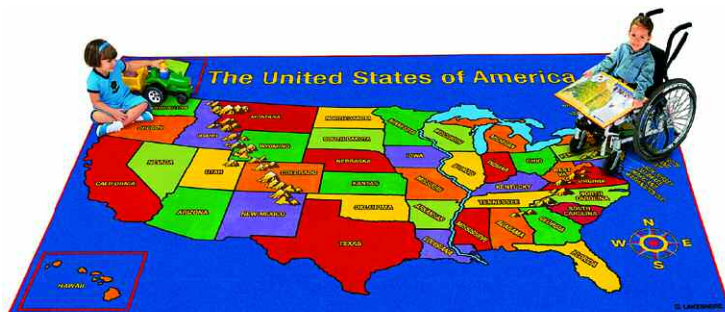 The United States of America
WASHINGTON
OREGON
IDAHO
MONTANA
NORTH DAKOTA
MINNESOTA
SOUTH DAKOTA
WISCONSIN
MICHIGAN
WYOMING
NEVADA
UTAH
COLORADO
NEBRASKA
IOWA
ILLINOIS
INDIANA
OHIO
CALIFORNIA
KANSAS
MISSOURI
KENTUCKY
WEST
VIRGINIA
ARIZONA
NEW MEXICO
OKLAHOMA
ARKANSAS
TENNESSEE
NORTH
CAROLINA
SOUTH
CAROLINA
TEXAS
LOUISIANA
MISSISSIPPI
ALABAMA
GEORGIA
FLORIDA
HAWAII
N
W E
S